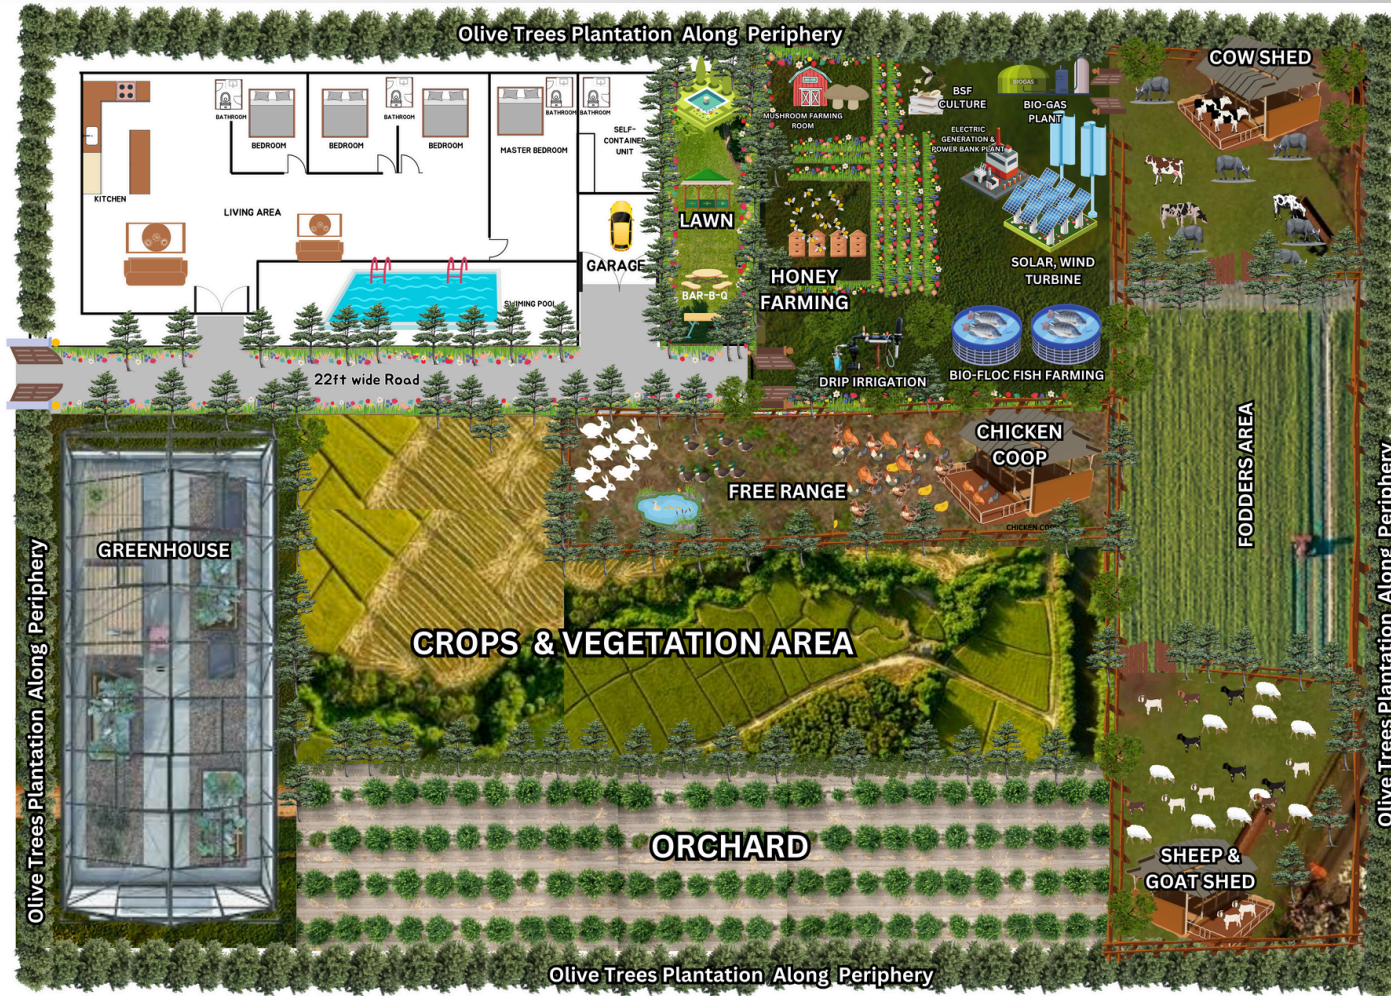 Olive Trees Plantation Along Periphery
COW SHED
BATHROOM
BEDROOM
BEDROOM
BATHROOM
BEDROOM
MASTER BEDROOM
BATHROOM
BATHROOM
SELF-
CONTAINED
UNIT
KITCHEN
LIVING AREA
SWIMING POOL
GARAGE
LAWN
BAR-B-Q
MUSHROOM FARMING
ROOM
BSF
CULTURE
BIOGAS
BIO-GAS
PLANT
ELECTRIC
GENERATION &
POWER BANK PLANT
HONEY
FARMING
SOLAR, WIND
TURBINE
DRIP IRRIGATION
BIO-FLOC FISH FARMING
22ft wide Road
FREE RANGE
CHICKEN
COOP
CHICKEN CO
FODDERS AREA
GREENHOUSE
CROPS & VEGETATION AREA
ORCHARD
SHEEP &
GOAT SHED
Olive Trees Plantation Along Periphery
Olive Trees Plantation Along Periphery
Olive Trees Plantation Along Periphery